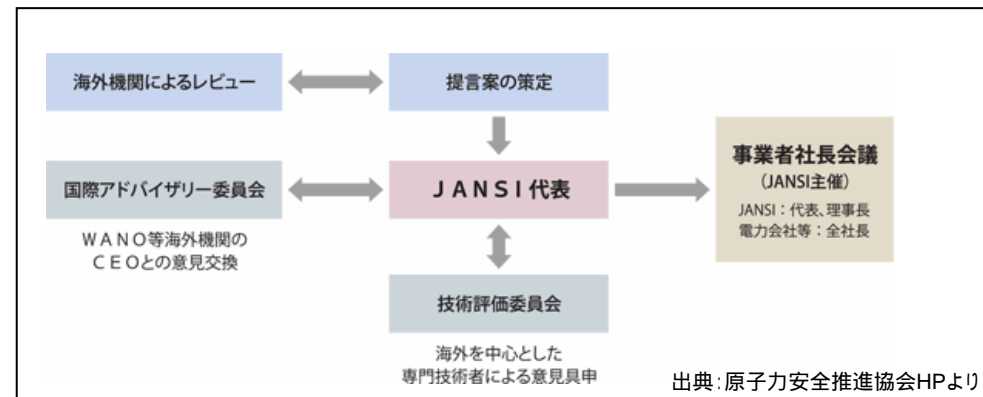 海外機関によるレビュー
提言案の策定
国際アドバイザリー委員会
WANO等海外機関の
CEOとの意見交換
JANSI代表
事業者社長会議
(JANSI主催)
JANSI:代表、理事長
電力会社等:全社長
技術評価委員会
海外を中心とした
専門技術者による意見具申
出典:原子力安全推進協会HPより